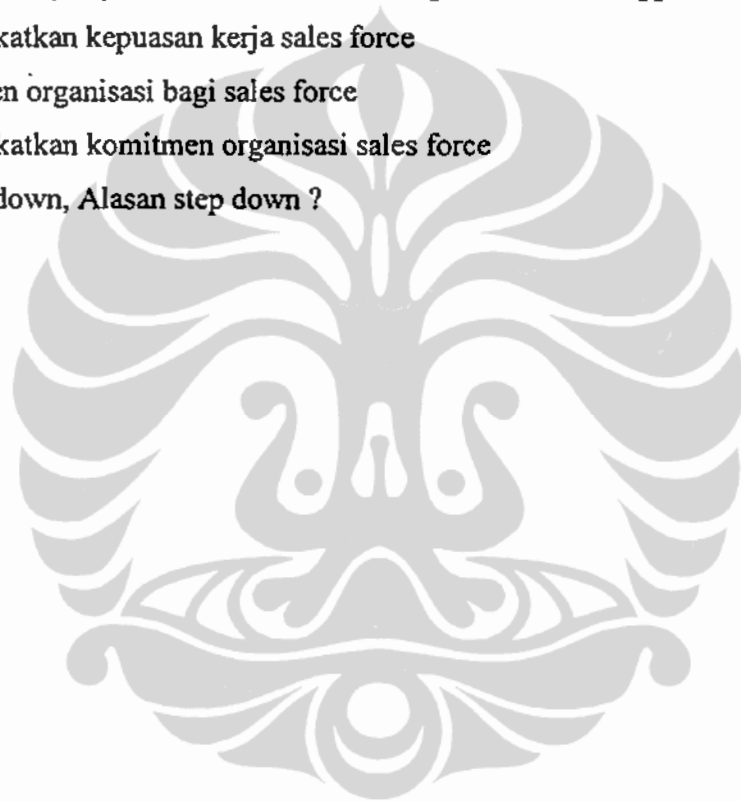 katkan kepuasan kerja sales force
en organisasi bagi sales force
katkan komitmen organisasi sales force
down, Alasan step down ?